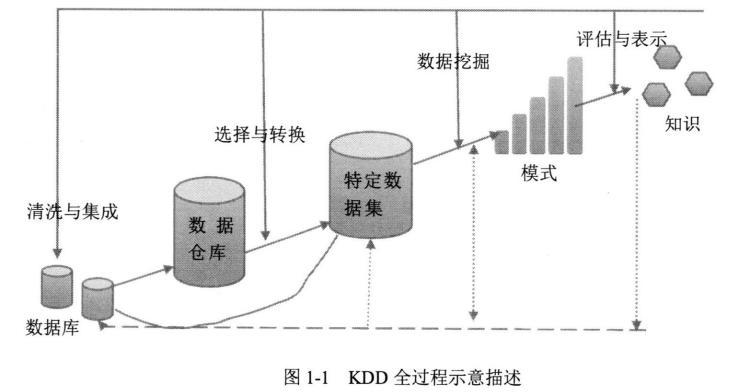 评估与表示
数据挖掘
知识
选择与转换
模式
特定数
据集
清洗与集成
数据
仓库
数据库
图 1-1 KDD 全过程示意描述